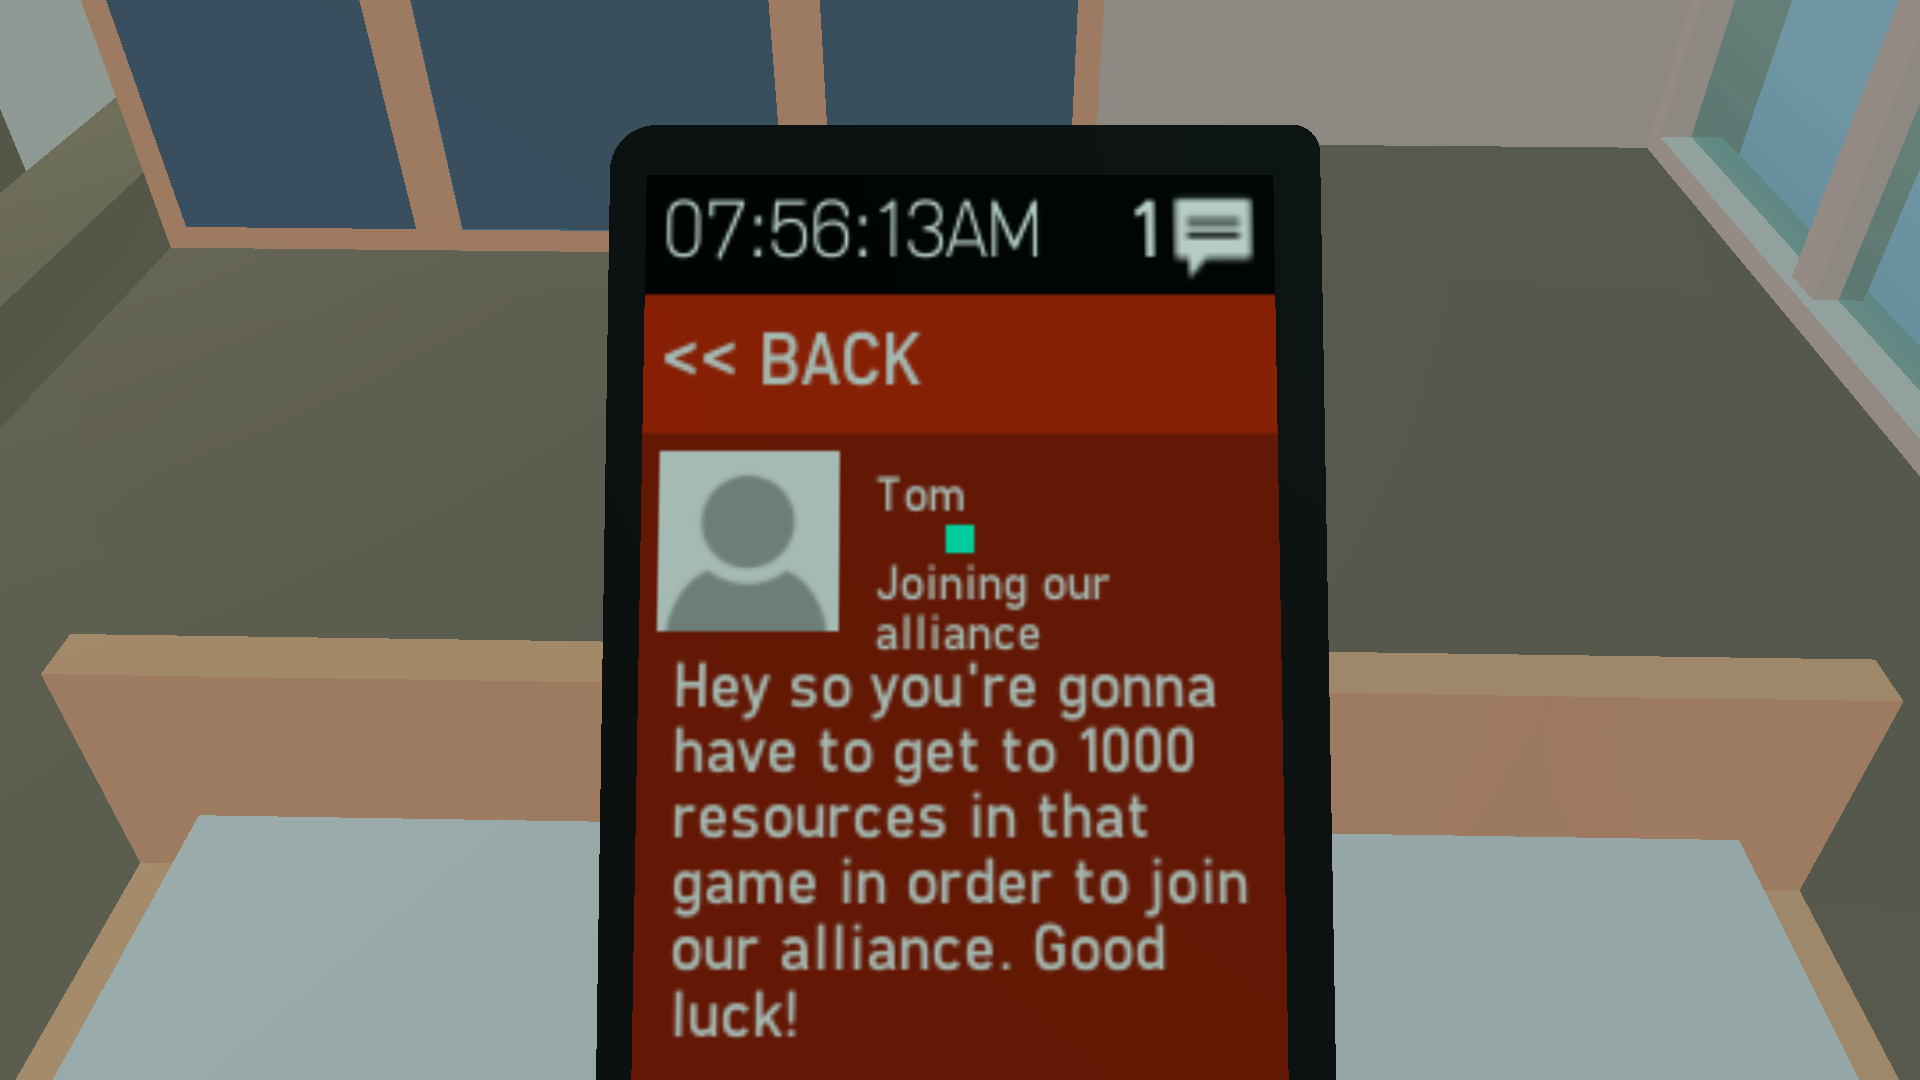 07:56:13AM 1
<< BACK
Tom
Joining our
alliance
Hey so you're gonna
have to get to 1000
resources in that
game in order to join
our alliance. Good
luck!